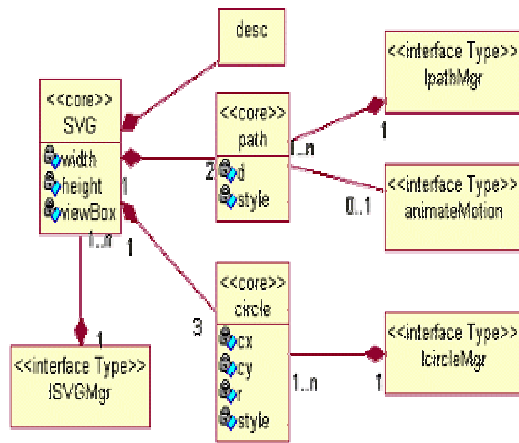 desc
<<core>>
SVG
width
height
viewBox
1..n
1
1
2
3
<<core>>
path
d
style
1..n
1
0..1
<<interface Type>>
IpathMgr
<<interface Type>>
animateMotion
<<core>>
circle
cx
cy
r
style
1..n
1
<<interface Type>>
IcircleMgr
1
<<interface Type>>
ISVGMgr